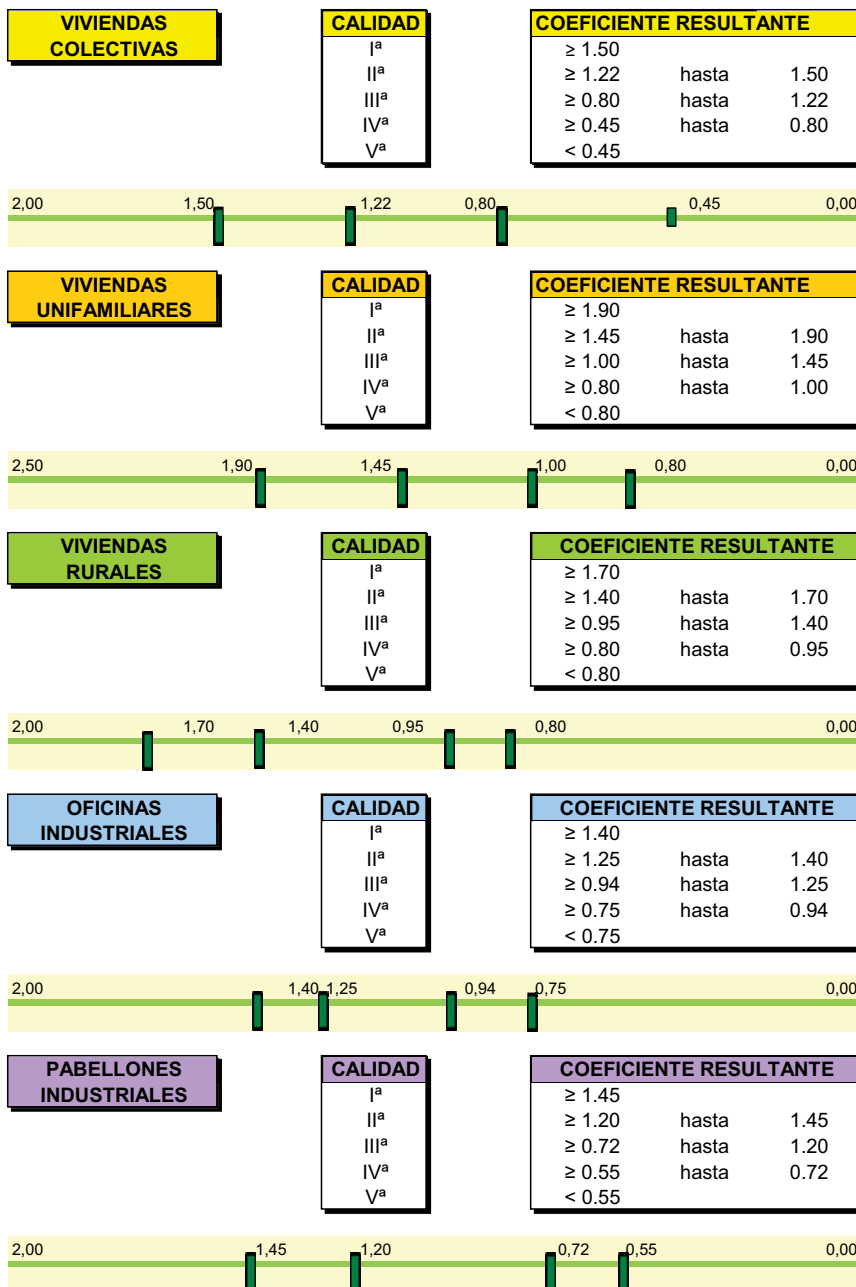 VIVIENDAS CALIDAD COEFICIENTE RESULTANTE
COLECTIVAS Iª ≥ 1.50
IIª ≥ 1.22 hasta 1.50
IIIª ≥ 0.80 hasta 1.22
IVª ≥ 0.45 hasta 0.80
Vª < 0.45
2,00 1,50 1,22 0,80 0,45 0,00
VIVIENDAS CALIDAD COEFICIENTE RESULTANTE
UNIFAMILIARES Iª ≥ 1.90
IIª ≥ 1.45 hasta 1.90
IIIª ≥ 1.00 hasta 1.45
IVª ≥ 0.80 hasta 1.00
Vª < 0.80
2,50 1,90 1,45 1,00 0,80 0,00
VIVIENDAS CALIDAD COEFICIENTE RESULTANTE
RURALES Iª ≥ 1.70
IIª ≥ 1.40 hasta 1.70
IIIª ≥ 0.95 hasta 1.40
IVª ≥ 0.80 hasta 0.95
Vª < 0.80
2,00 1,70 1,40 0,95 0,80 0,00
OFICINAS CALIDAD COEFICIENTE RESULTANTE
INDUSTRIALES Iª ≥ 1.40
IIª ≥ 1.25 hasta 1.40
IIIª ≥ 0.94 hasta 1.25
IVª ≥ 0.75 hasta 0.94
Vª < 0.75
2,00 1,40 1,25 0,94 0,75 0,00
PABELLONES CALIDAD COEFICIENTE RESULTANTE
INDUSTRIALES Iª ≥ 1.45
IIª ≥ 1.20 hasta 1.45
IIIª ≥ 0.72 hasta 1.20
IVª ≥ 0.55 hasta 0.72
Vª < 0.55
2,00 1,45 1,20 0,72 0,55 0,00